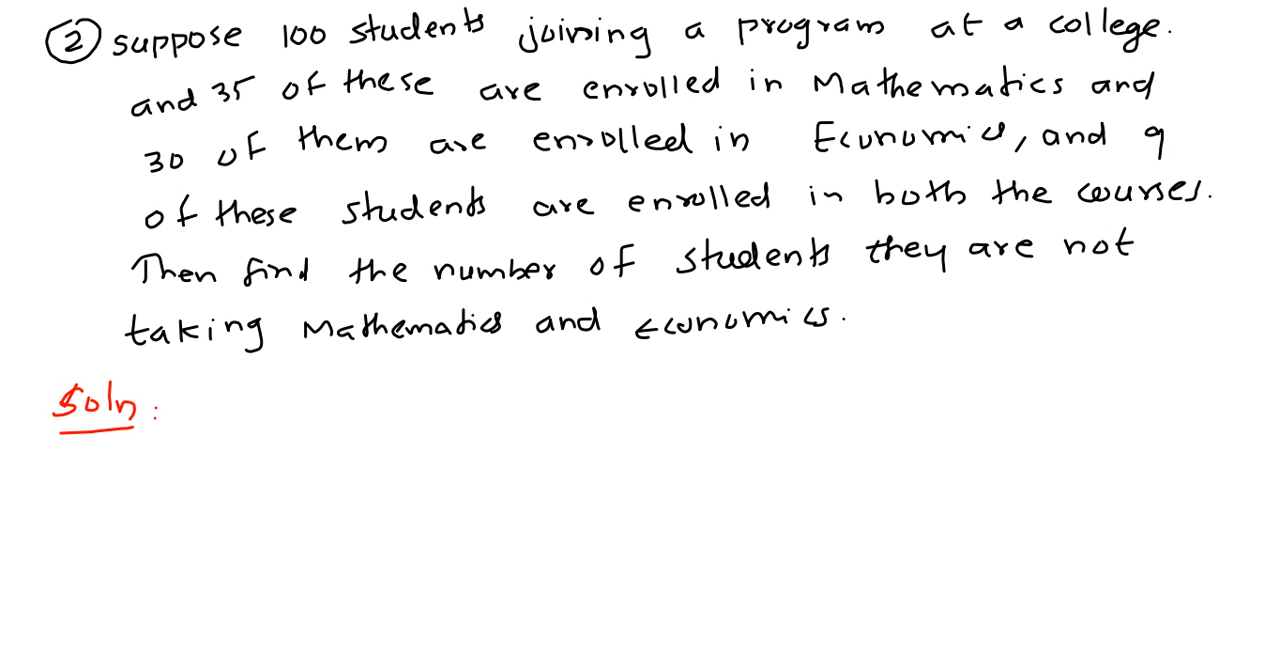 ② suppose 100 students joining a program at a college.
and 35 of these are enrolled in Mathematics and
30 of them are enrolled in Economics, and 9
of these students are enrolled in both the courses.
Then find the number of students they are not
taking Mathematics and Economics.
Soln: